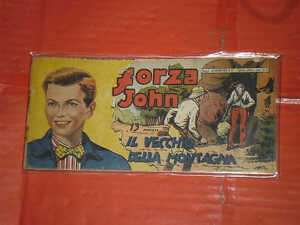 forza
John
IL VECCHIO
DELLA MONTAGNA